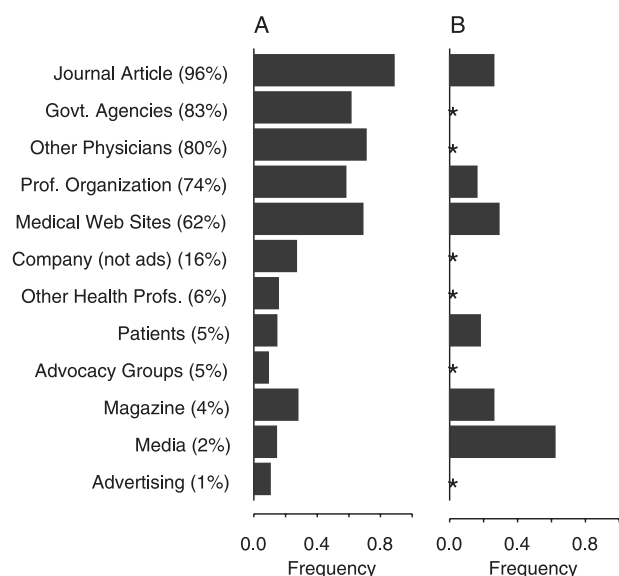 A B
Journal Article (96%)
Govt. Agencies (83%) *
Other Physicians (80%) *
Prof. Organization (74%)
Medical Web Sites (62%)
Company (not ads) (16%) *
Other Health Profs. (6%) *
Patients (5%)
Advocacy Groups (5%) *
Magazine (4%)
Media (2%)
Advertising (1%) *
0.0 0.4 0.8 0.0 0.4 0.8
Frequency Frequency